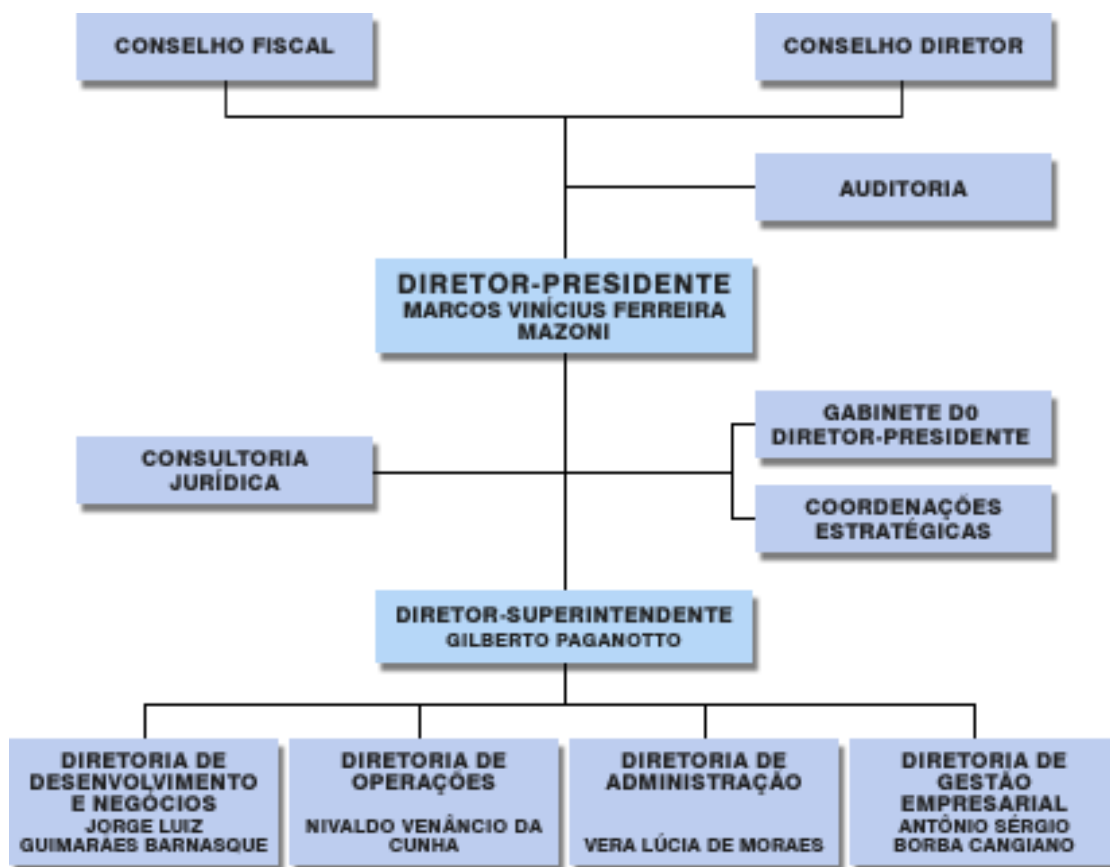 CONSELHO FISCAL
CONSELHO DIRETOR
AUDITORIA
DIRETOR-PRESIDENTE
MARCOS VINÍCIUS FERREIRA
MAZONI
GABINETE D0
DIRETOR-PRESIDENTE
CONSULTORIA
JURÍDICA
COORDENAÇÕES
ESTRATÉGICAS
DIRETOR-SUPERINTENDENTE
GILBERTO PAGANOTTO
DIRETORIA DE
DESENVOLVIMENTO
E NEGÓCIOS
JORGE LUIZ
GUIMARAES BARNASQUE
DIRETORIA DE
OPERAÇÕES
NIVALDO VENÂNCIO DA
CUNHA
DIRETORIA DE
ADMINISTRAÇÃO
VERA LÚCIA DE MORAES
DIRETORIA DE
GESTÃO
EMPRESARIAL
ANTÔNIO SÉRGIO
BORBA CANGIANO